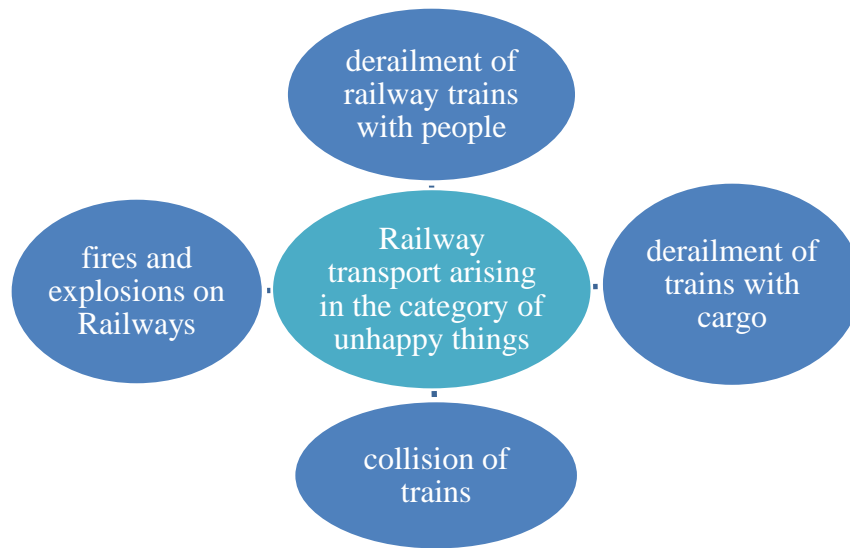 derailment of
railway trains
with people
fires and
explosions on
Railways
Railway
transport arising
in the category of
unhappy things
derailment of
trains with
cargo
collision of
trains